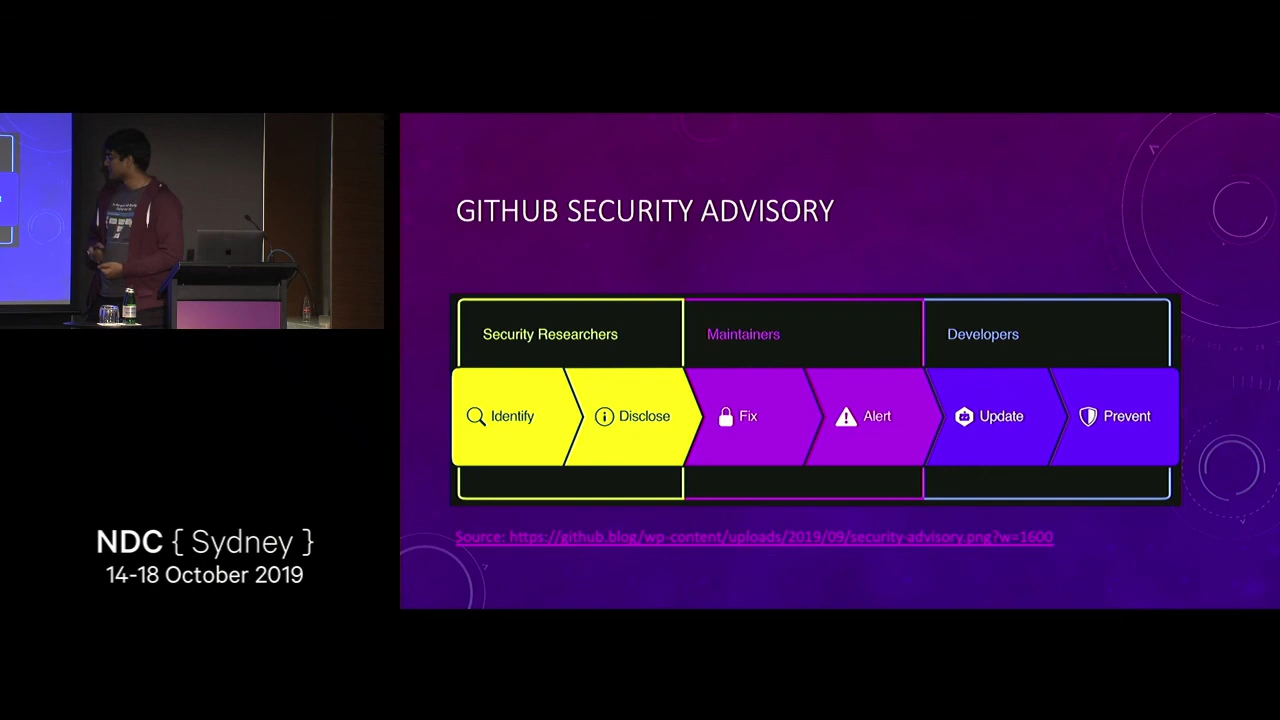 GITHUB SECURITY ADVISORY
Security Researchers
Maintainers
Developers
Identify
Disclose
Fix
Alert
Update
Prevent
Source: https://github.blog/wp-content/uploads/2019/09/security-advisory.png?w=1600
NDC { Sydney }
14-18 October 2019